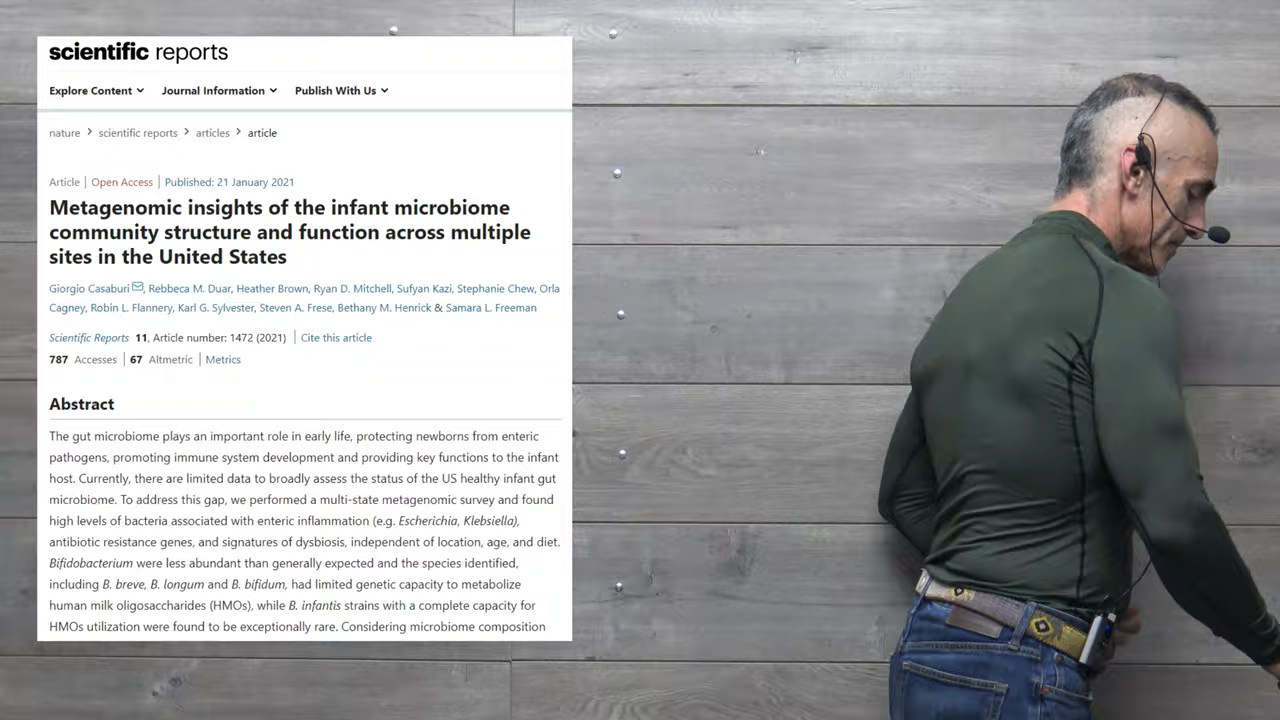 scientific reports
Explore Content Journal Information Publish With Us
nature > scientific reports > articles > article
Article | Open Access | Published: 21 January 2021
Metagenomic insights of the infant microbiome
community structure and function across multiple
sites in the United States
Giorgio Casaburi, Rebbeca M. Duar, Heather Brown, Ryan D. Mitchell, Sufyan Kazi, Stephanie Chew, Orla
Cagney, Robin L. Flannery, Karl G. Sylvester, Steven A. Frese, Bethany M. Henrick & Samara L. Freeman
Scientific Reports 11, Article number: 1472 (2021) | Cite this article
787 Accesses | 67 Altmetric | Metrics
Abstract
The gut microbiome plays an important role in early life, protecting newborns from enteric
pathogens, promoting immune system development and providing key functions to the infant
host. Currently, there are limited data to broadly assess the status of the US healthy infant gut
microbiome. To address this gap, we performed a multi-state metagenomic survey and found
high levels of bacteria associated with enteric inflammation (e.g. Escherichia, Klebsiella),
antibiotic resistance genes, and signatures of dysbiosis, independent of location, age, and diet.
Bifidobacterium were less abundant than generally expected and the species identified,
including B. breve, B. longum and B. bifidum, had limited genetic capacity to metabolize
human milk oligosaccharides (HMOs), while B. infantis strains with a complete capacity for
HMOs utilization were found to be exceptionally rare. Considering microbiome composition